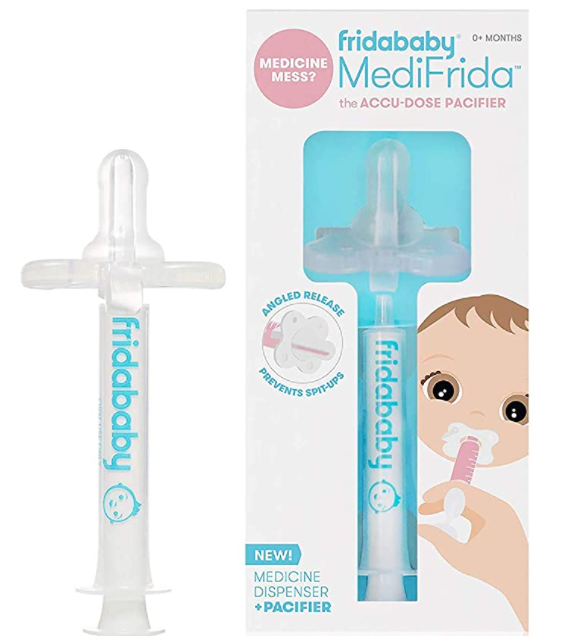 fridababy
MEDICINE
MESS?
fridababy®
0+ MONTHS
MediFrida™
the ACCU-DOSE PACIFIER
ANGLED RELEASE
PREVENTS SPIT-UPS
fridababy
NEW!
MEDICINE
DISPENSER
+PACIFIER